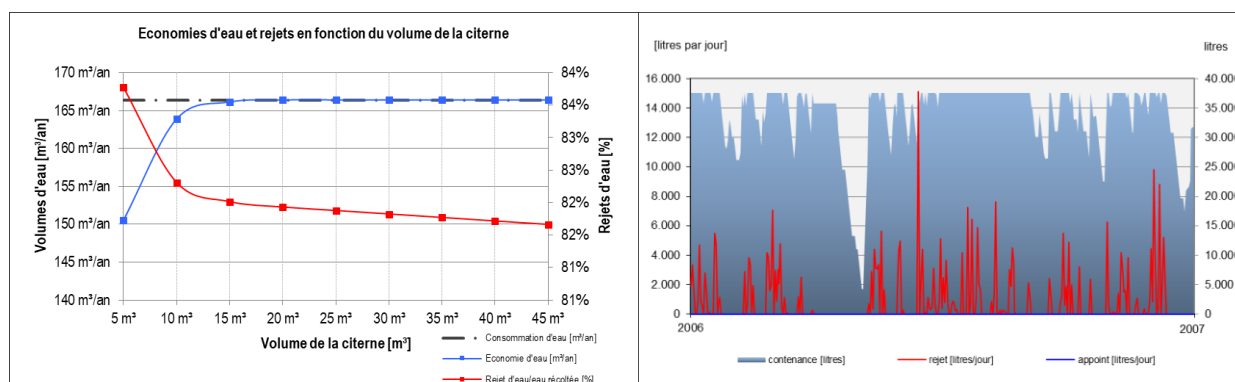 Economies d'eau et rejets en fonction du volume de la citerne
170 m³/an
165 m³/an
160 m³/an
155 m³/an
150 m³/an
145 m³/an
140 m³/an
Volumes d'eau [m³/an]
84%
84%
83%
83%
82%
82%
81%
81%
Rejets d'eau [%]
5 m³ 10 m³ 15 m³ 20 m³ 25 m³ 30 m³ 35 m³ 40 m³ 45 m³
Volume de la citerne [m³]
Consommation d'eau [m³/an]
Economie d'eau [m³/an]
Rejet d'eau/eau récoltée [%]
[litres par jour]
litres
16.000
14.000
12.000
10.000
8.000
6.000
4.000
2.000
0
40.000
35.000
30.000
25.000
20.000
15.000
10.000
5.000
0
2006 2007
contenance [litres] rejet [litres/jour] appoint [litres/jour]